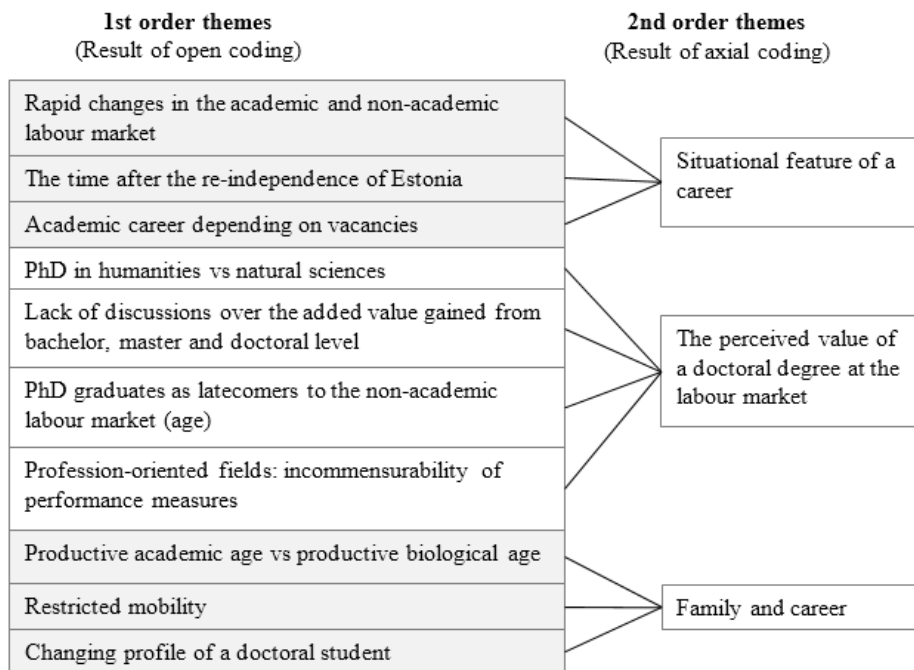 1st order themes
(Result of open coding)
2nd order themes
(Result of axial coding)
Rapid changes in the academic and non-academic
labour market
The time after the re-independence of Estonia
Academic career depending on vacancies
Situational feature of a
career
PhD in humanities vs natural sciences
Lack of discussions over the added value gained from
bachelor, master and doctoral level
PhD graduates as latecomers to the non-academic
labour market (age)
Profession-oriented fields: incommensurability of
performance measures
The perceived value of
a doctoral degree at the
labour market
Productive academic age vs productive biological age
Restricted mobility
Changing profile of a doctoral student
Family and career